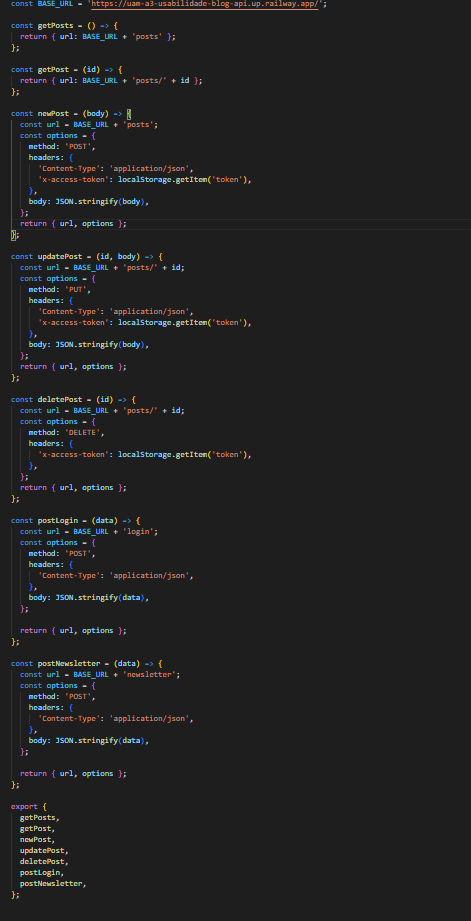 const BASE_URL = 'https://uam-a3-usabilidade-blog-api.up.railway.app/';
const getPosts = () => {
  return { url: BASE_URL + 'posts' };
};
const getPost = (id) => {
  return { url: BASE_URL + 'posts/' + id };
};
const newPost = (body) => {
  const url = BASE_URL + 'posts';
  const options = {
    method: 'POST',
    headers: {
      'Content-Type': 'application/json',
      'x-access-token': localStorage.getItem('token'),
    },
    body: JSON.stringify(body),
  };
  return { url, options };
};
const updatePost = (id, body) => {
  const url = BASE_URL + 'posts/' + id;
  const options = {
    method: 'PUT',
    headers: {
      'Content-Type': 'application/json',
      'x-access-token': localStorage.getItem('token'),
    },
    body: JSON.stringify(body),
  };
  return { url, options };
};
const deletePost = (id) => {
  const url = BASE_URL + 'posts/' + id;
  const options = {
    method: 'DELETE',
    headers: {
      'x-access-token': localStorage.getItem('token'),
    },
  };
  return { url, options };
};
const postLogin = (data) => {
  const url = BASE_URL + 'login';
  const options = {
    method: 'POST',
    headers: {
      'Content-Type': 'application/json',
    },
    body: JSON.stringify(data),
  };
  return { url, options };
};
const postNewsletter = (data) => {
  const url = BASE_URL + 'newsletter';
  const options = {
    method: 'POST',
    headers: {
      'Content-Type': 'application/json',
    },
    body: JSON.stringify(data),
  };
  return { url, options };
};
export {
  getPosts,
  getPost,
  newPost,
  updatePost,
  deletePost,
  postLogin,
  postNewsletter,
};